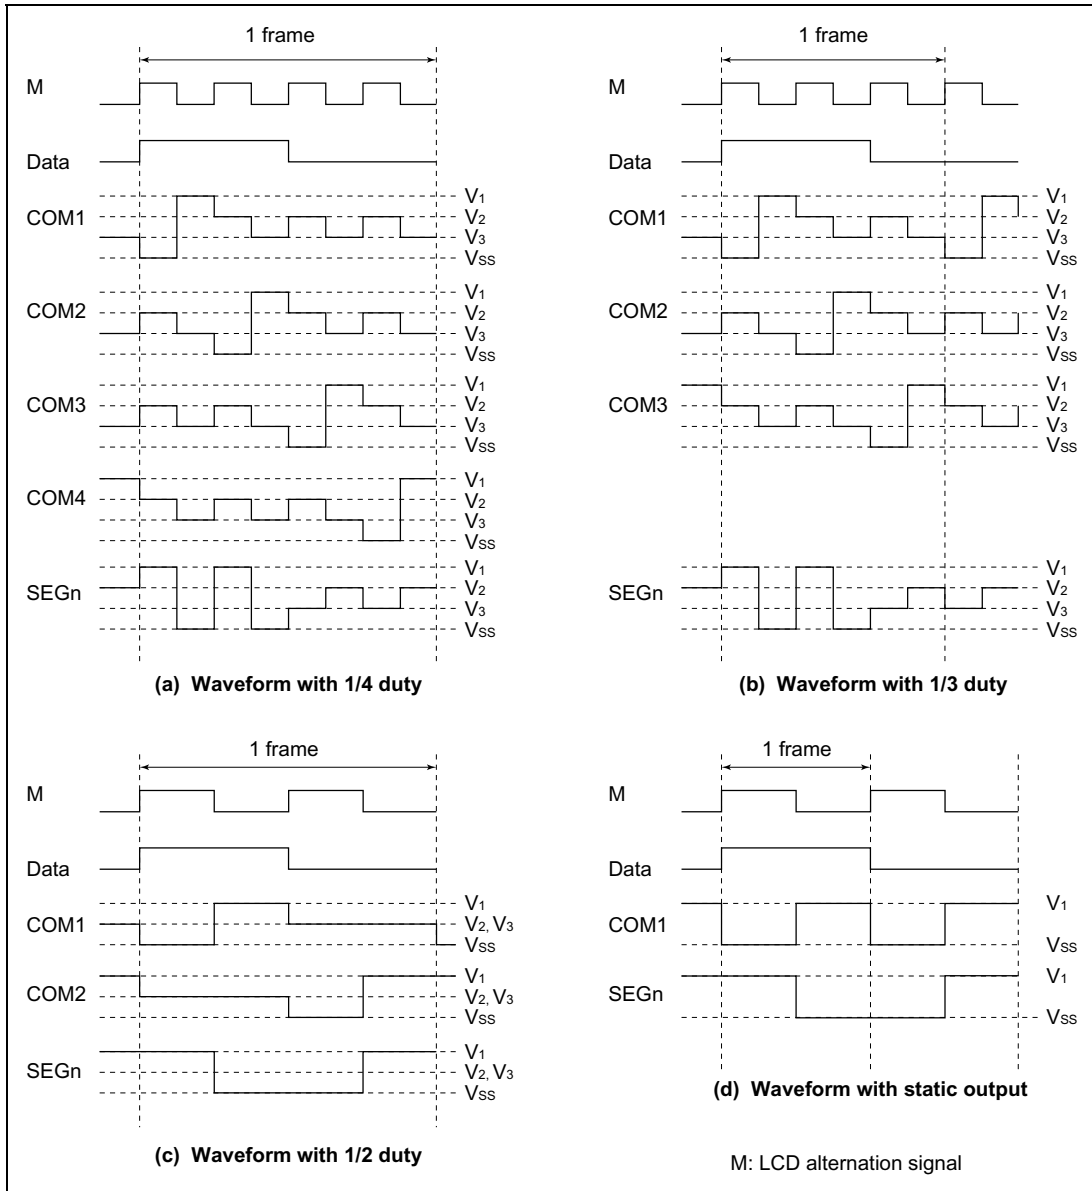 1 frame
M
Data
COM1
V1
V2
V3
VSS
COM2
V1
V2
V3
VSS
COM3
V1
V2
V3
VSS
COM4
V1
V2
V3
VSS
SEGn
V1
V2
V3
VSS
(a) Waveform with 1/4 duty
1 frame
M
Data
COM1
V1
V2
V3
VSS
COM2
V1
V2
V3
VSS
COM3
V1
V2
V3
VSS
SEGn
V1
V2
V3
VSS
(b) Waveform with 1/3 duty
1 frame
M
Data
COM1
V1
V2, V3
VSS
COM2
V1
V2, V3
VSS
SEGn
V1
V2, V3
VSS
(c) Waveform with 1/2 duty
1 frame
M
Data
COM1
V1
VSS
SEGn
V1
VSS
(d) Waveform with static output
M: LCD alternation signal